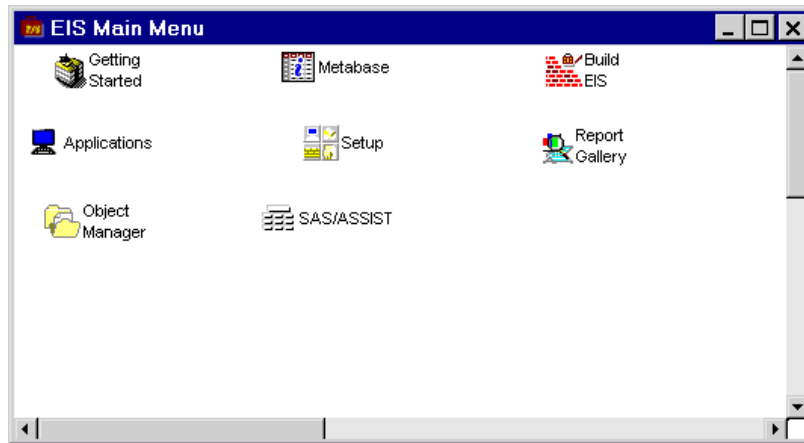 EIS Main Menu
Getting
Started
Metabase
Build
EIS
Applications
Setup
Report
Gallery
Object
Manager
SAS/ASSIST